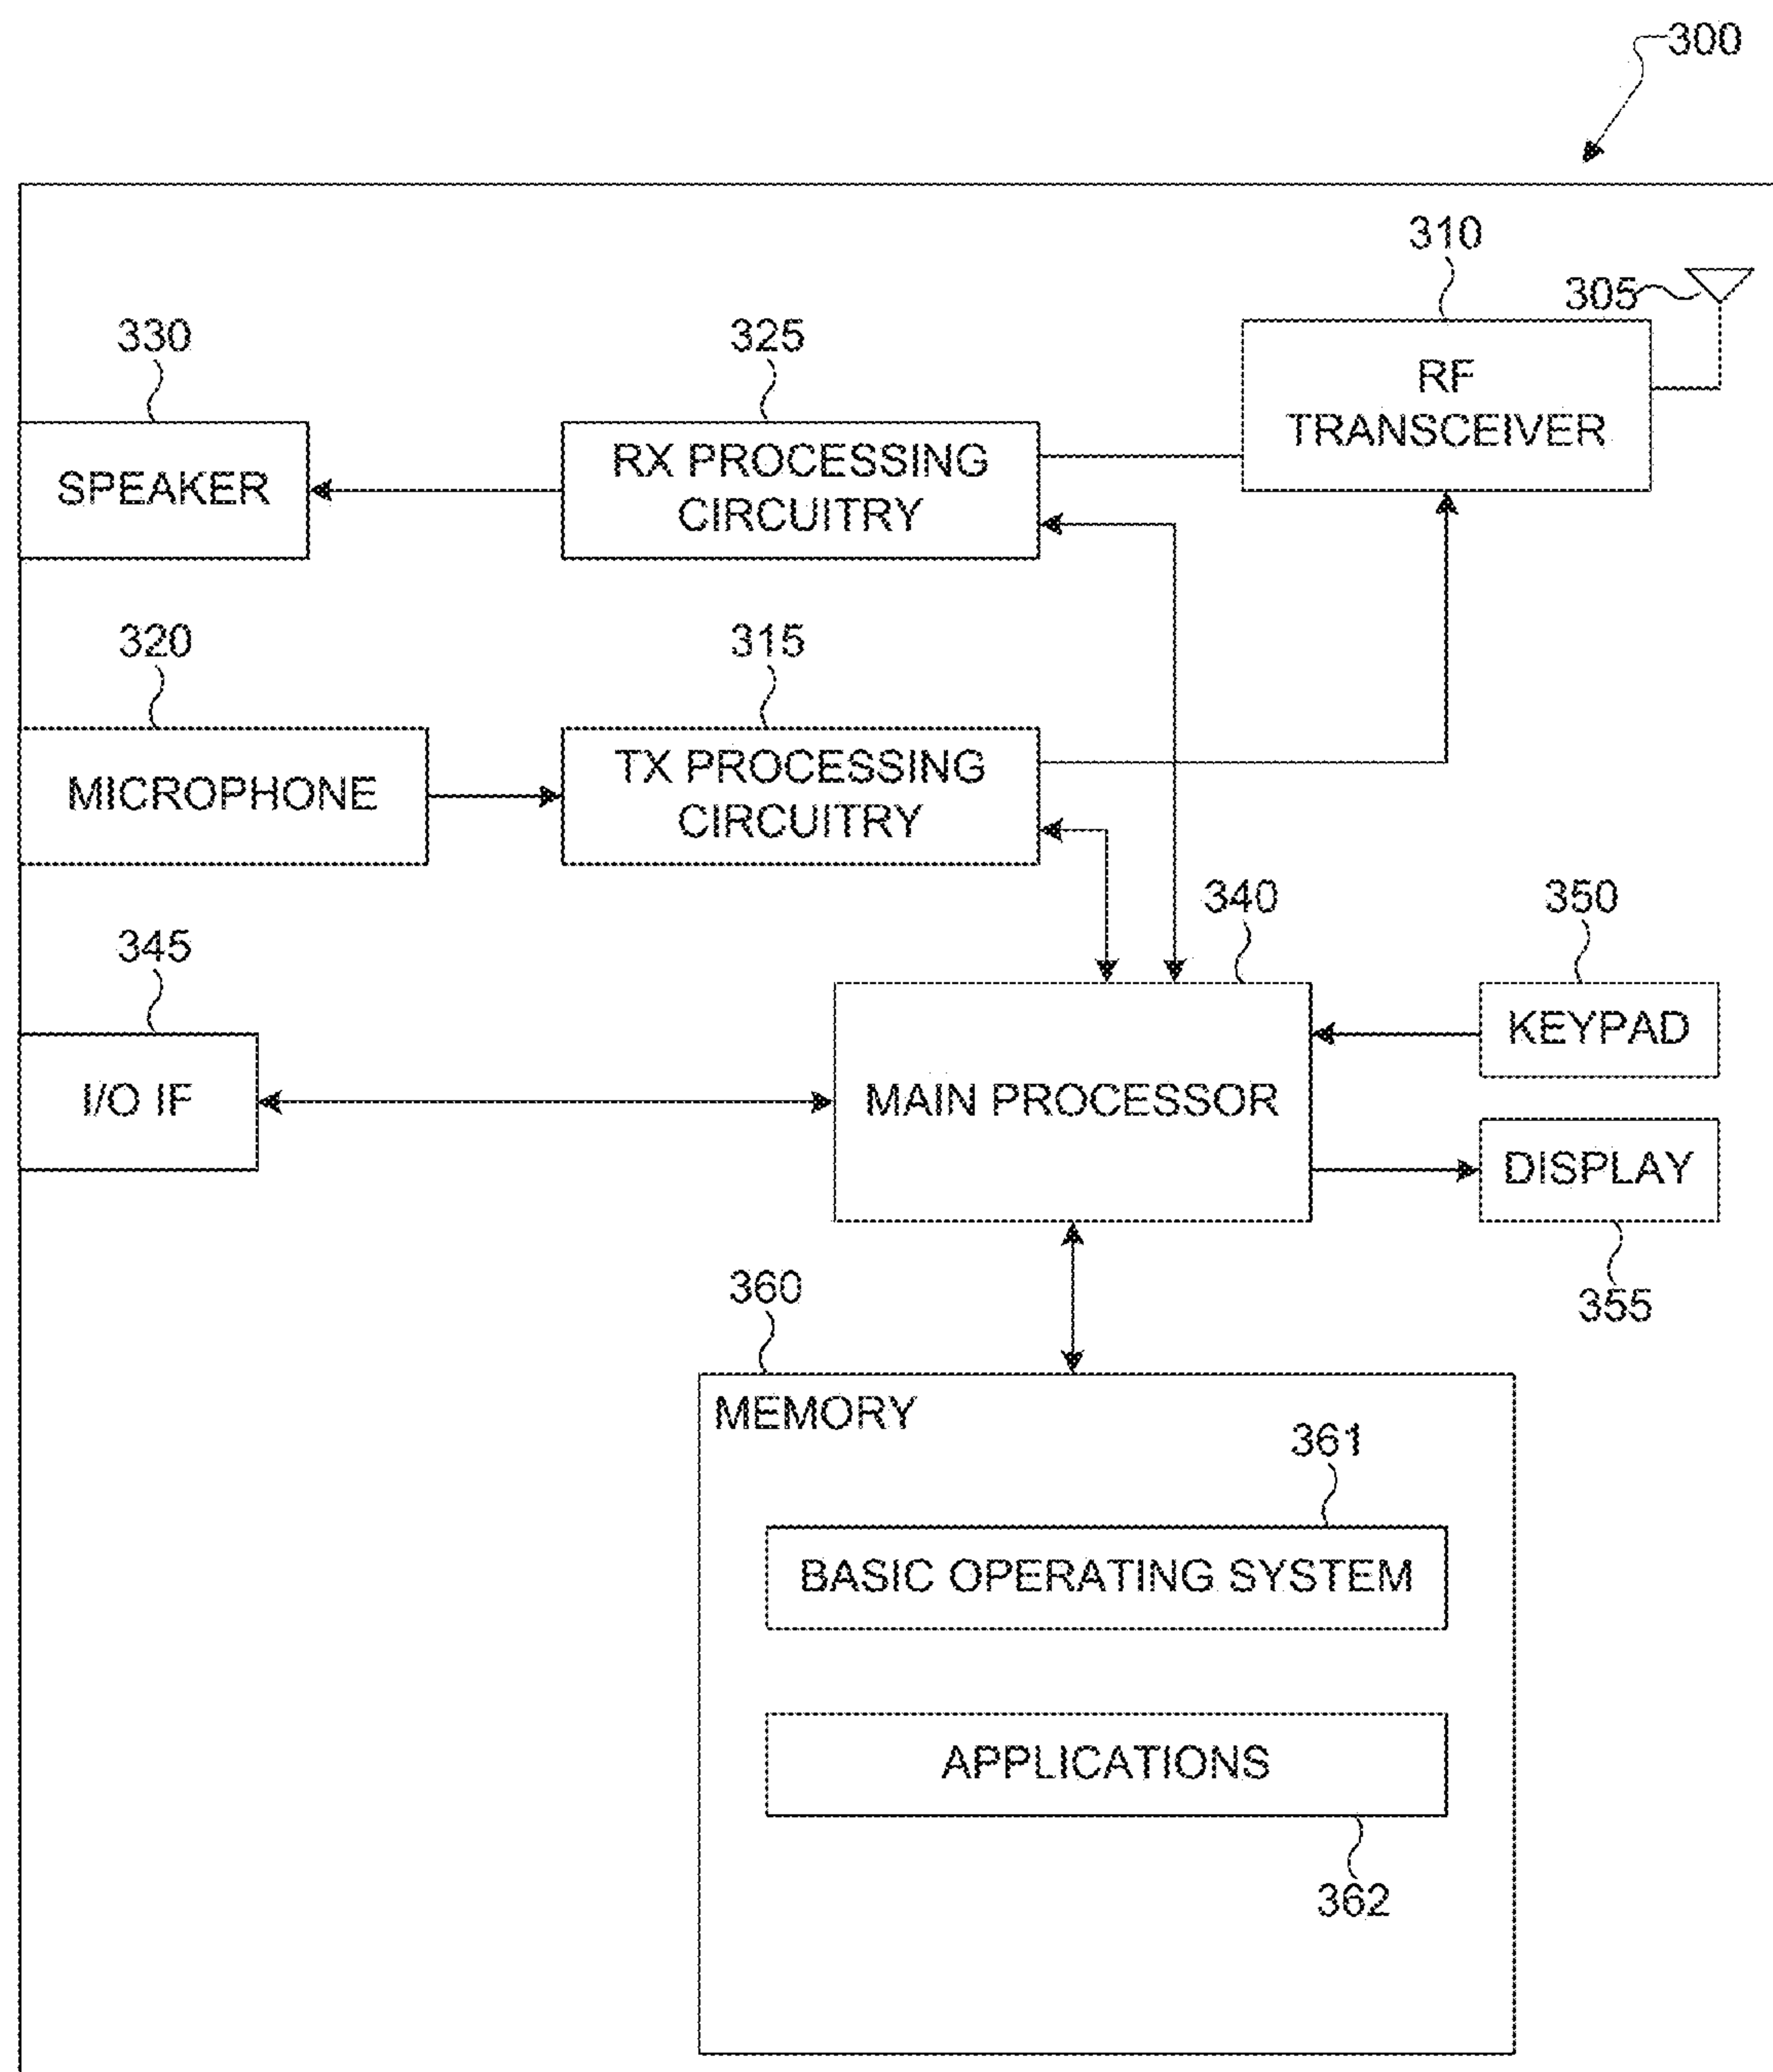 300
310
305
330
325
RF
TRANSCEIVER
SPEAKER
RX PROCESSING
CIRCUITRY
320
315
MICROPHONE
TX PROCESSING
CIRCUITRY
345
340
350
I/O IF
MAIN PROCESSOR
KEYPAD
DISPLAY
355
360
MEMORY
361
BASIC OPERATING SYSTEM
APPLICATIONS
362